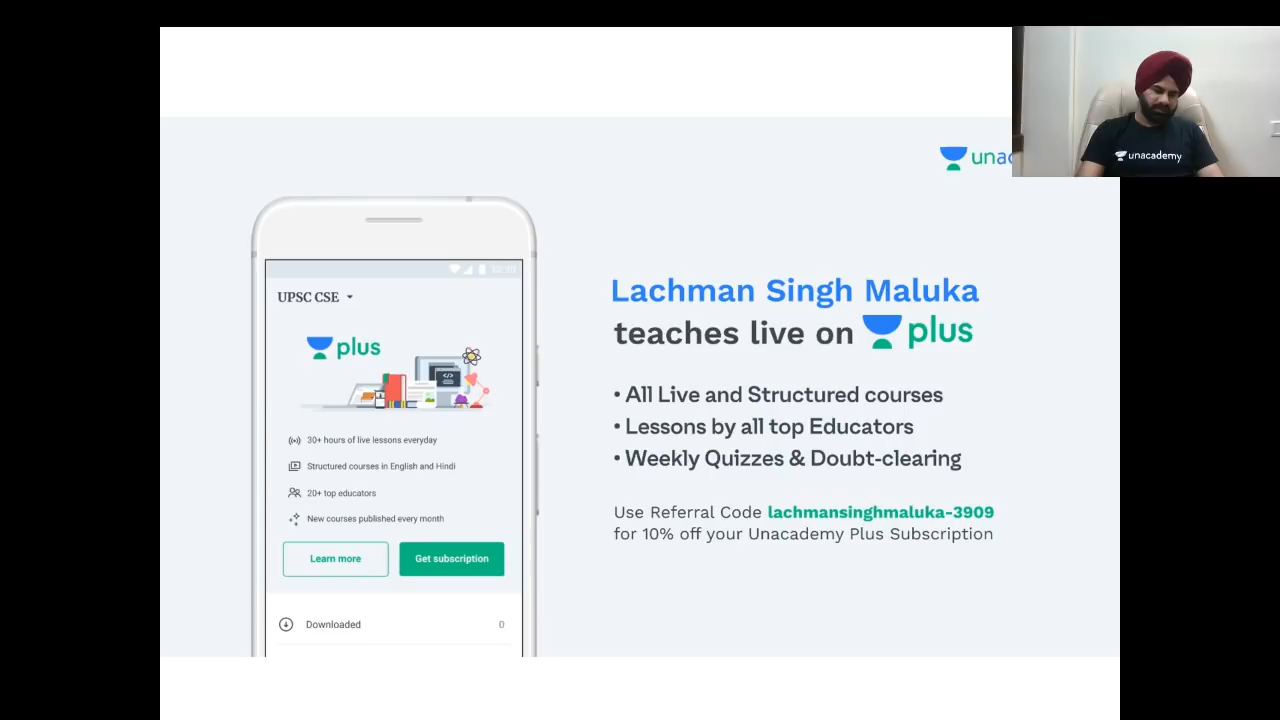 unacademy
unac
12:30
UPSC CSE
plus
30+ hours of live lessons everyday
Structured courses in English and Hindi
20+ top educators
New courses published every month
Learn more
Get subscription
Downloaded
0
Lachman Singh Maluka
teaches live on plus
• All Live and Structured courses
• Lessons by all top Educators
• Weekly Quizzes & Doubt-clearing
Use Referral Code lachmansinghmaluka-3909
for 10% off your Unacademy Plus Subscription